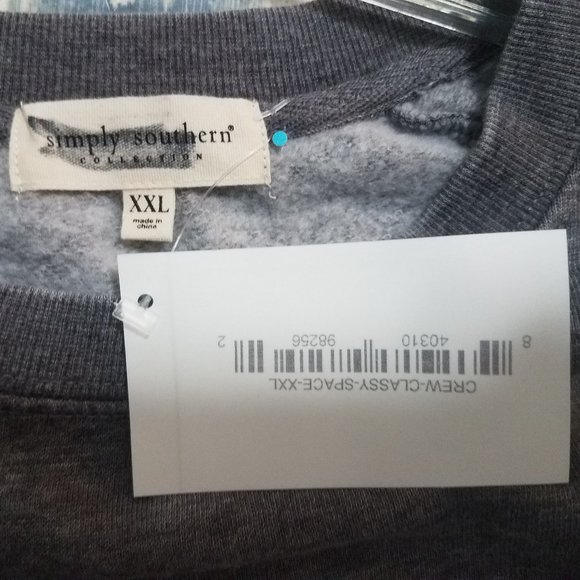 simply southern®
COLLECTION
XXL
made in
china
CREW-CLASSY-SPACE-XXL
8 40310 98256 2